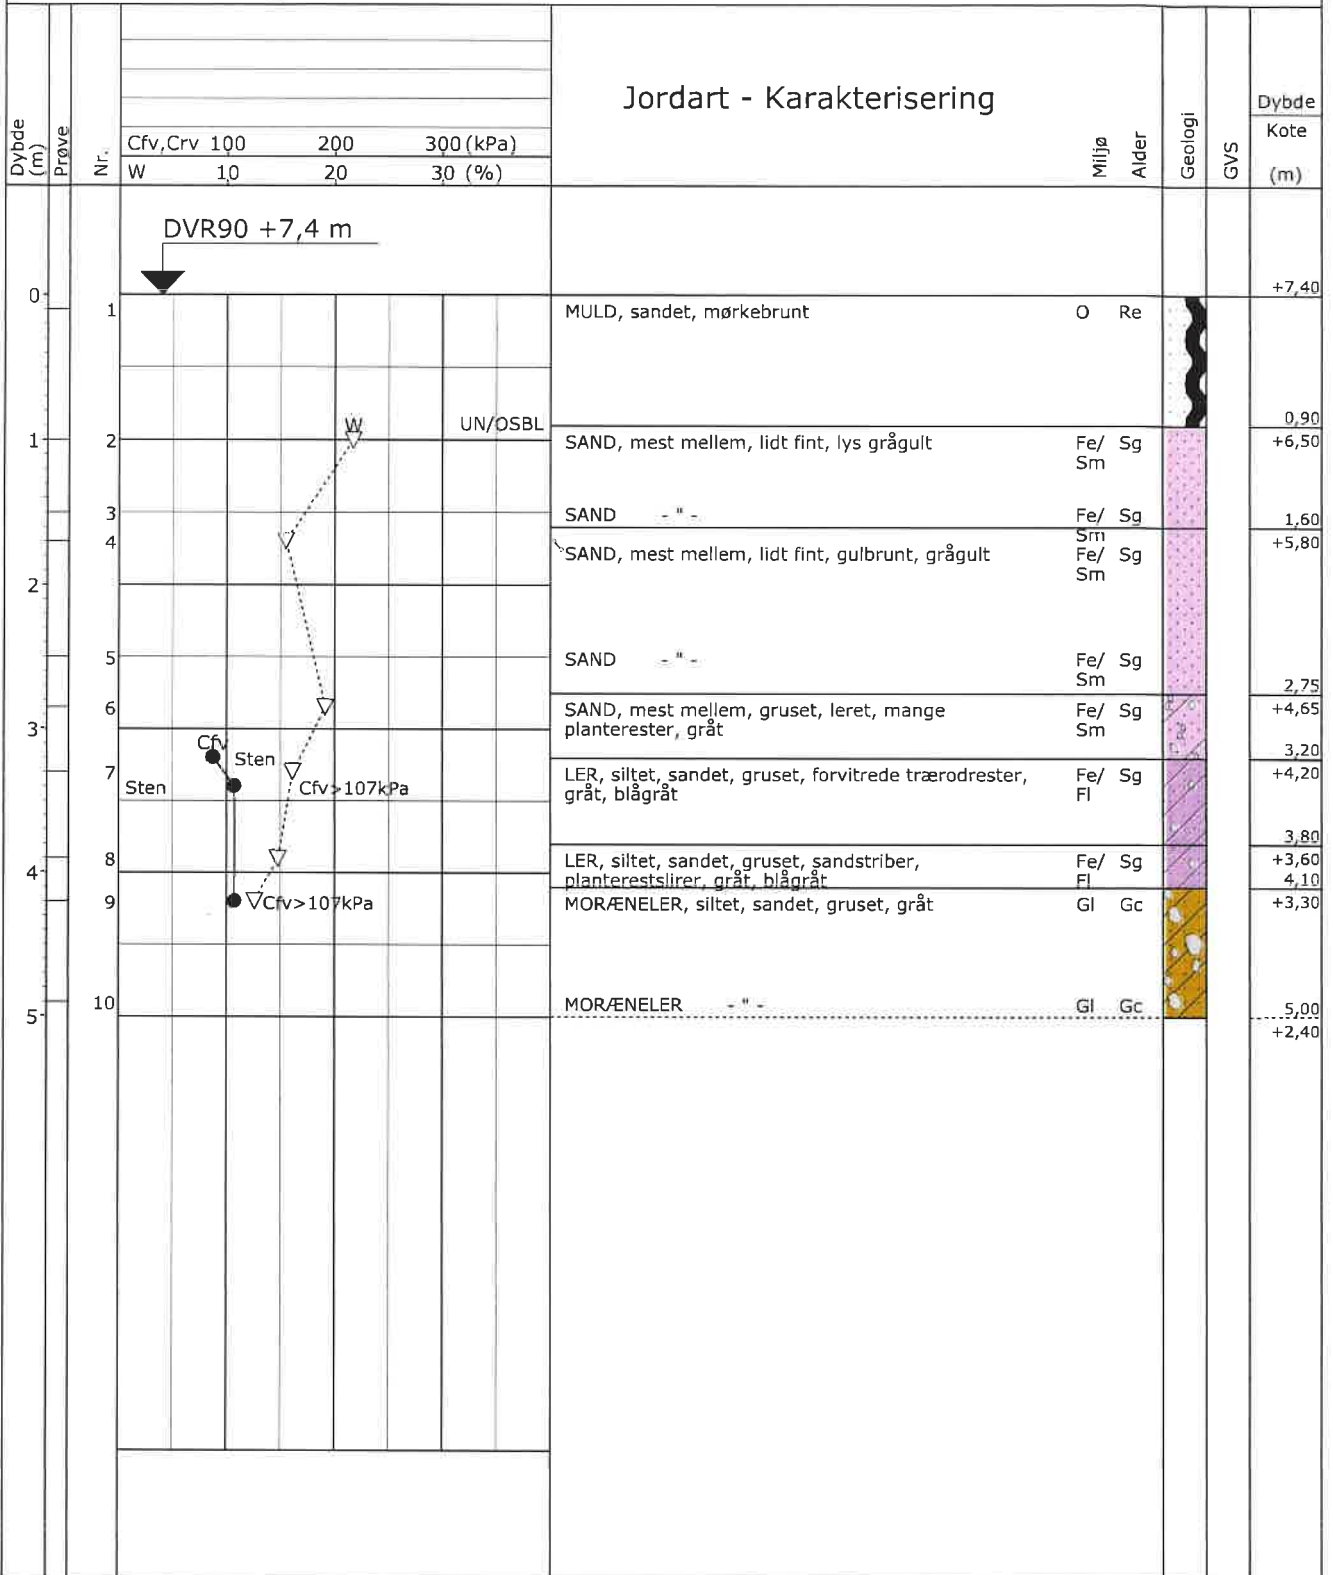 Jordart - Karakterisering
Dybde (m)
Prøve
Nr.
Cfv,Crv 100 200 300 (kPa)
W 10 20 30 (%)
Miljø
Alder
Geologi
GVS
Dybde
Kote
(m)
DVR90 +7,4 m
+7,40
0
1 MULD, sandet, mørkebrunt O Re
0,90
W UN/OSBL
1 2 SAND, mest mellem, lidt fint, lys grågult Fe/ Sg +6,50
Sm
3 SAND - " - Fe/ Sg 1,60
Sm
4 SAND, mest mellem, lidt fint, gulbrunt, grågult Fe/ Sg +5,80
Sm
2
5 SAND - " - Fe/ Sg
Sm 2,75
6 SAND, mest mellem, gruset, leret, mange Fe/ Sg +4,65
planterester, gråt Sm
3
3,20
Cfv
Sten
7 LER, siltet, sandet, gruset, forvitrede trærodrester, Fe/ Sg +4,20
Sten Cfv>107kPa gråt, blågråt Fl
3,80
8 LER, siltet, sandet, gruset, sandstriber, Fe/ Sg +3,60
4 planterestslirer, gråt, blågråt Fl 4,10
9 Cfv>107kPa MORÆNELER, siltet, sandet, gruset, gråt Gl Gc +3,30
10 MORÆNELER - " - Gl Gc 5,00
5
+2,40